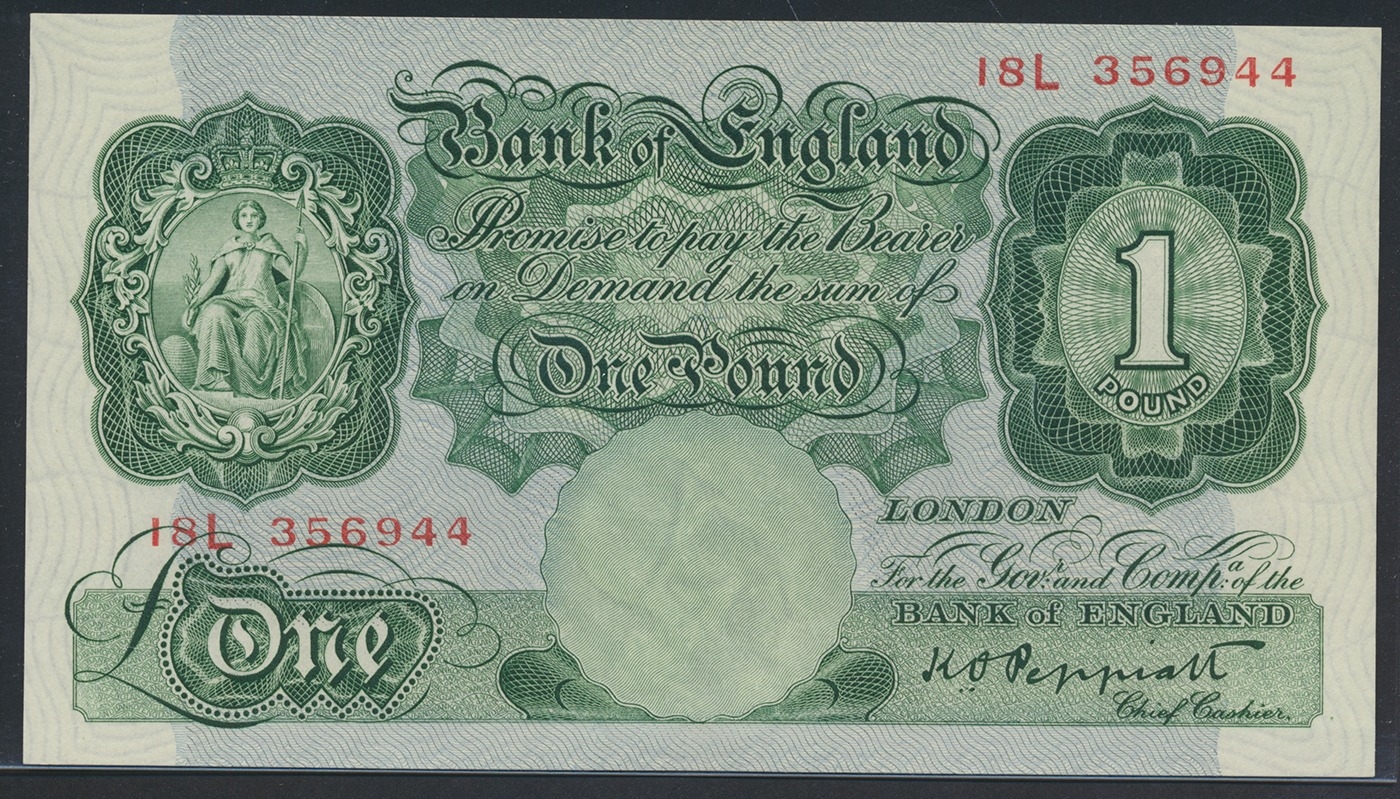 18L 356944
Bank of England
Promise to pay the Bearer
on Demand the sum of
One Pound
1
POUND
18L 356944
£One
LONDON
For the Govr. and Compa. of the
BANK of ENGLAND
K.O. Peppiatt
Chief Cashier.